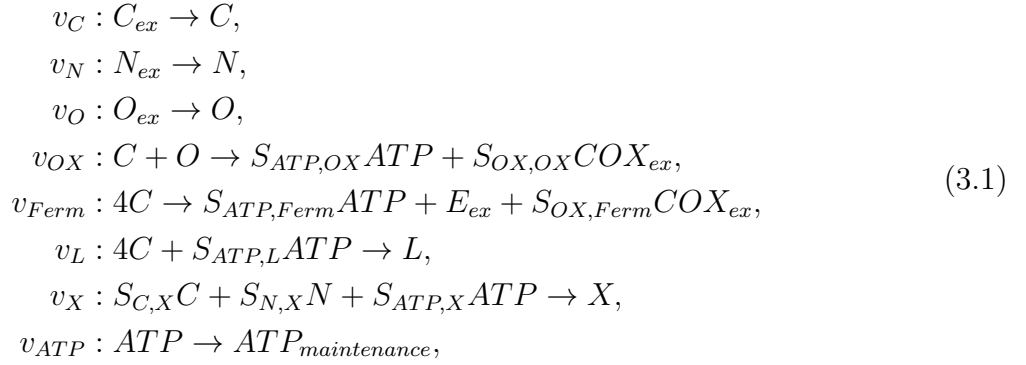 v_C : C_{ex} → C,
v_N : N_{ex} → N,
v_O : O_{ex} → O,
v_{OX} : C + O → S_{ATP,OX}ATP + S_{OX,OX}COX_{ex},
v_{Ferm} : 4C → S_{ATP,Ferm}ATP + E_{ex} + S_{OX,Ferm}COX_{ex},
v_L : 4C + S_{ATP,L}ATP → L,
v_X : S_{C,X}C + S_{N,X}N + S_{ATP,X}ATP → X,
v_{ATP} : ATP → ATP_{maintenance},
(3.1)